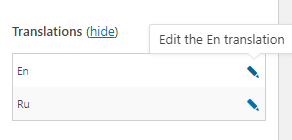 Translations (hide)
Edit the En translation
En
Ru